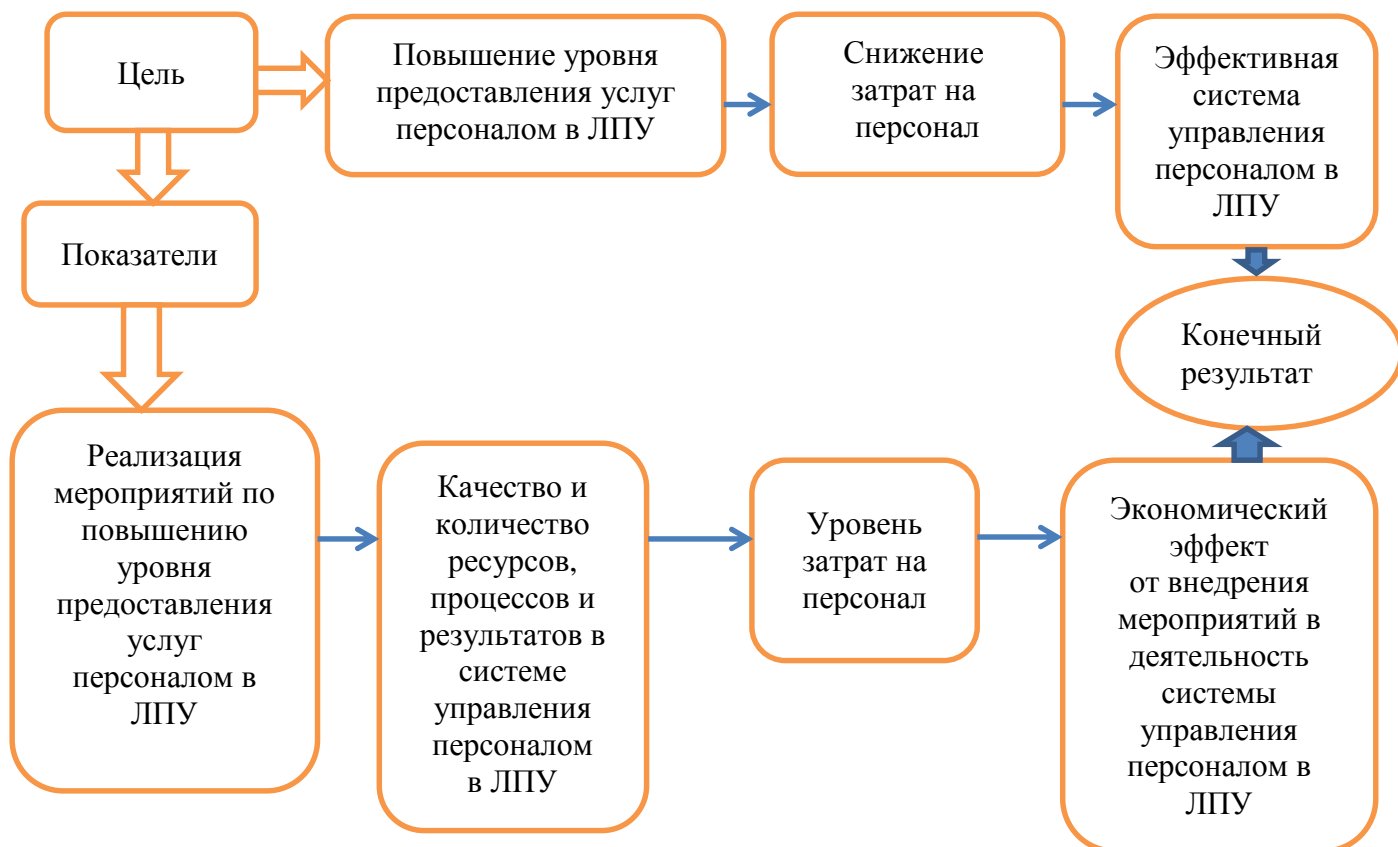 Цель
Повышение уровня
предоставления услуг
персоналом в ЛПУ
Снижение
затрат на
персонал
Эффективная
система
управления
персоналом в
ЛПУ
Показатели
Конечный
результат
Реализация
мероприятий по
повышению
уровня
предоставления
услуг
персоналом в
ЛПУ
Качество и
количество
ресурсов,
процессов и
результатов в
системе
управления
персоналом
в ЛПУ
Уровень
затрат на
персонал
Экономический
эффект
от внедрения
мероприятий в
деятельность
системы
управления
персоналом в
ЛПУ